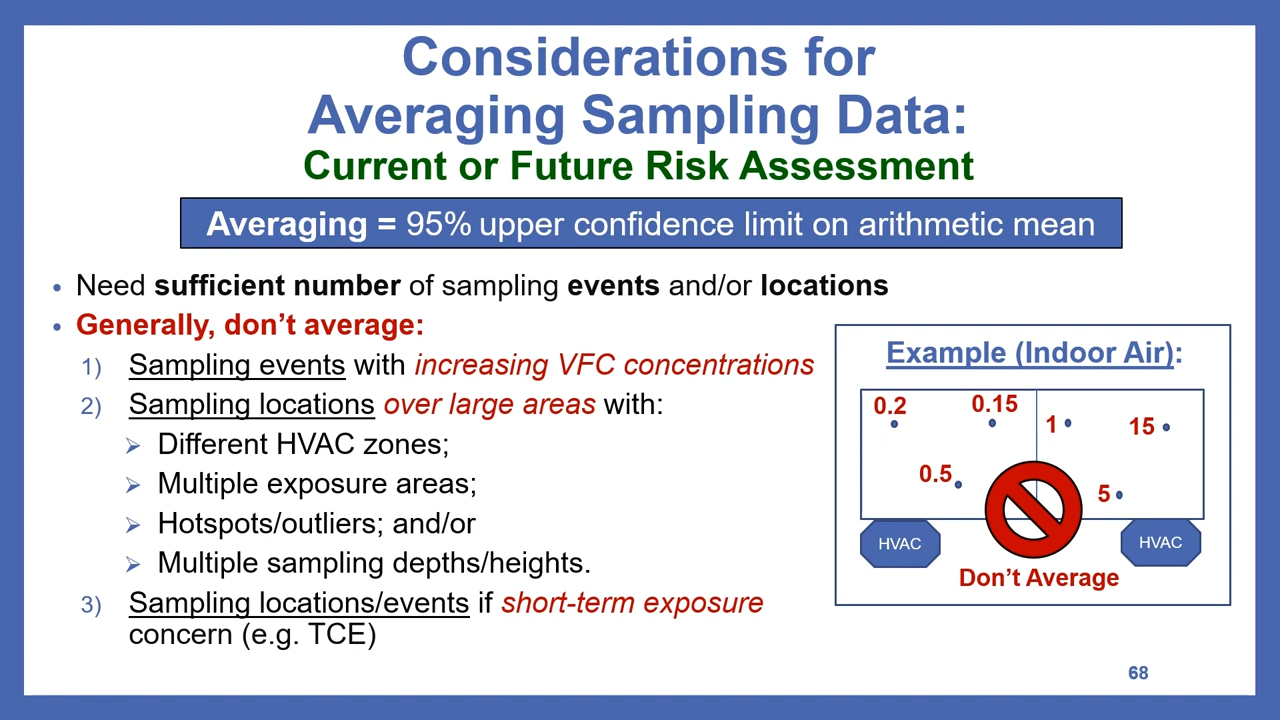 Considerations for
Averaging Sampling Data:
Current or Future Risk Assessment
Averaging = 95% upper confidence limit on arithmetic mean
• Need sufficient number of sampling events and/or locations
• Generally, don’t average:
1) Sampling events with increasing VFC concentrations
2) Sampling locations over large areas with:
➢ Different HVAC zones;
➢ Multiple exposure areas;
➢ Hotspots/outliers; and/or
➢ Multiple sampling depths/heights.
3) Sampling locations/events if short-term exposure
concern (e.g. TCE)
Example (Indoor Air):
0.2
0.15
1
15
0.5
5
HVAC
HVAC
Don’t Average
68